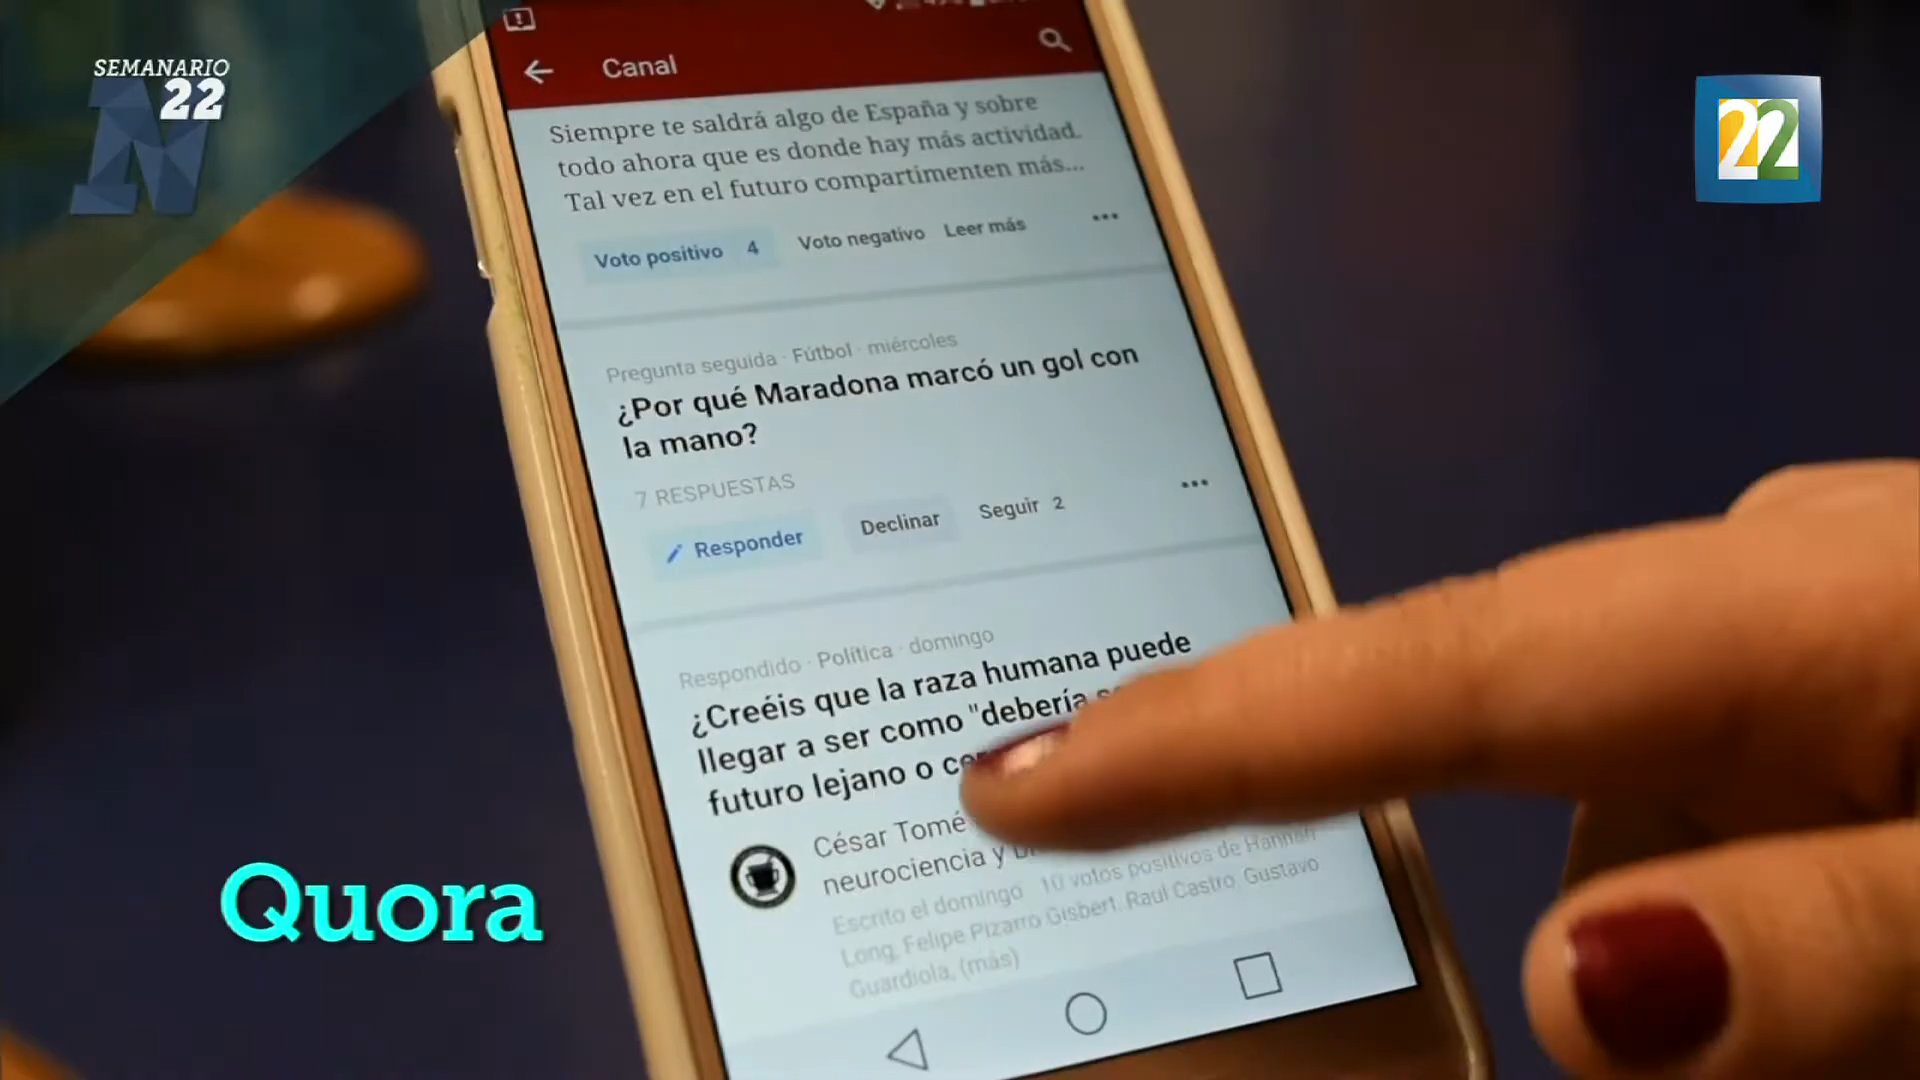 SEMANARIO
N22
22
Canal
Siempre te saldrá algo de España y sobre
todo ahora que es donde hay más actividad.
Tal vez en el futuro compartimenten más...
Voto positivo 4 Voto negativo Leer más
Pregunta seguida · Fútbol · miércoles
¿Por qué Maradona marcó un gol con
la mano?
7 RESPUESTAS
Responder Declinar Seguir 2
Respondido · Política · domingo
¿Creéis que la raza humana puede
llegar a ser como "debería
futuro lejano o
César Tomé
neurociencia y
Escrito el domingo · 10 votos positivos de Hannah
Long, Felipe Pizarro Gisbert, Raul Castro, Gustavo
Guardiola, (más)
Quora